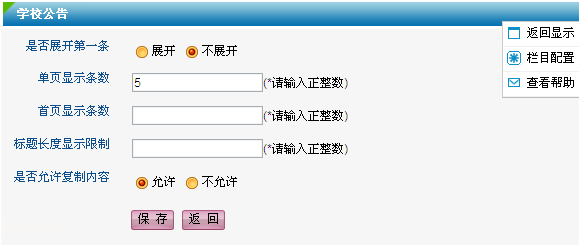 学校公告
返回显示
栏目配置
查看帮助
是否展开第一条 展开 不展开
单页显示条数 5 (*请输入正整数)
首页显示条数 (*请输入正整数)
标题长度显示限制 (*请输入正整数)
是否允许复制内容 允许 不允许
保 存 返 回